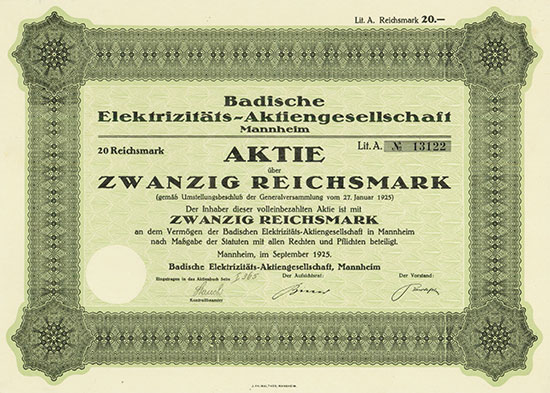 Lit. A. Reichsmark 20.—
Badische
Elektrizitäts-Aktiengesellschaft
Mannheim
20 Reichsmark
Lit. A. № 13122
AKTIE
über
ZWANZIG REICHSMARK
(gemäß Umstellungsbeschluß der Generalversammlung vom 27. Januar 1925)
Der Inhaber dieser volleinbezahlten Aktie ist mit
ZWANZIG REICHSMARK
an dem Vermögen der Badischen Elektrizitäts-Aktiengesellschaft in Mannheim
nach Maßgabe der Statuten mit allen Rechten und Pflichten beteiligt.
Mannheim, im September 1925.
Badische Elektrizitäts-Aktiengesellschaft, Mannheim
Eingetragen in das Aktienbuch Seite
Der Aufsichtsrat:
Der Vorstand:
Kontrollbeamter